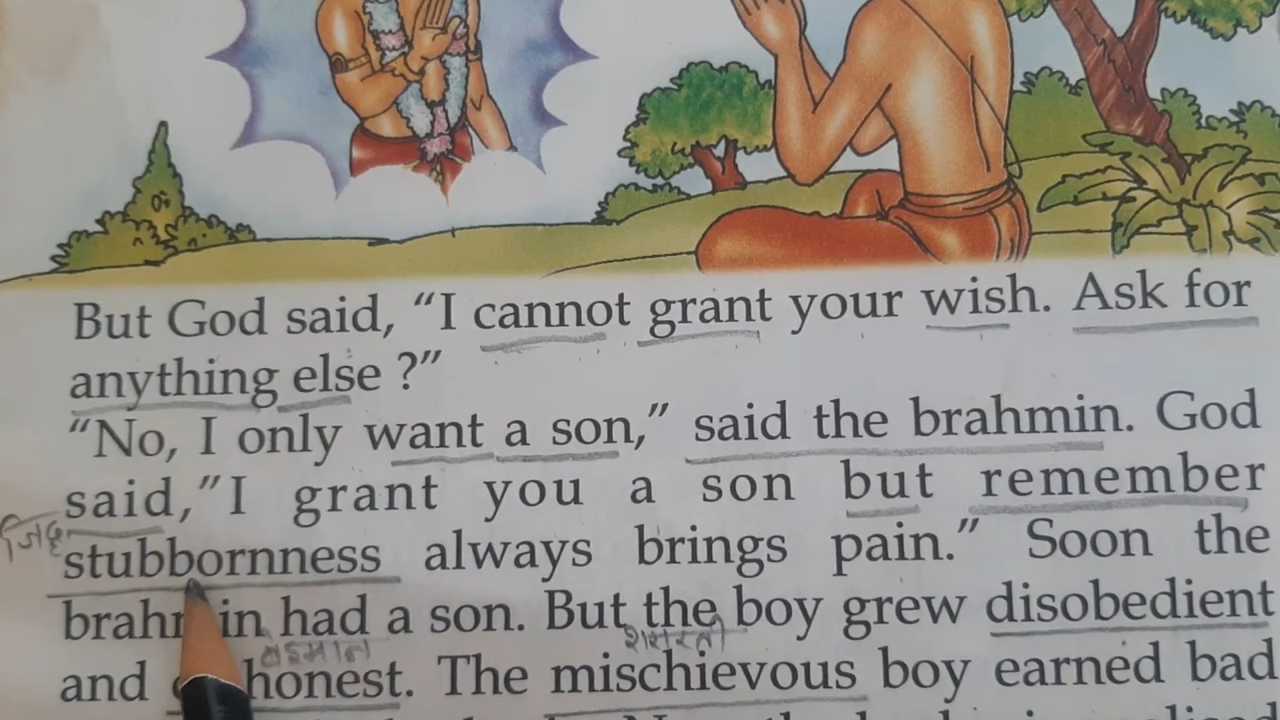 But God said, “I cannot grant your wish. Ask for
anything else ?”
“No, I only want a son,” said the brahmin. God
said,”I grant you a son but remember
जिद्द
stubbornness always brings pain.” Soon the
had a son. But the boy grew disobedient
शरारती
and honest. The mischievous boy earned bad